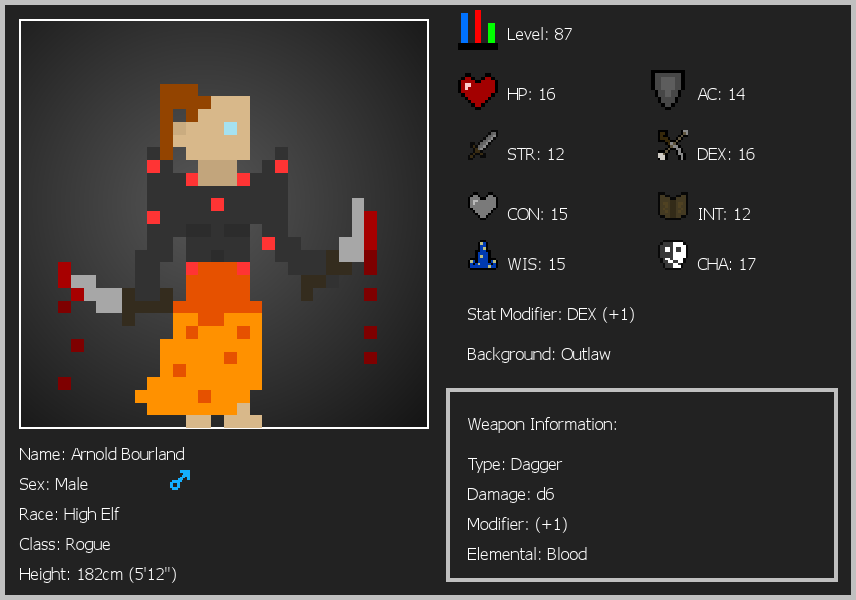 Level: 87
HP: 16
AC: 14
STR: 12
DEX: 16
CON: 15
INT: 12
WIS: 15
CHA: 17
Stat Modifier: DEX (+1)
Background: Outlaw
Weapon Information:
Type: Dagger
Damage: d6
Modifier: (+1)
Elemental: Blood
Name: Arnold Bourland
Sex: Male
Race: High Elf
Class: Rogue
Height: 182cm (5'12")